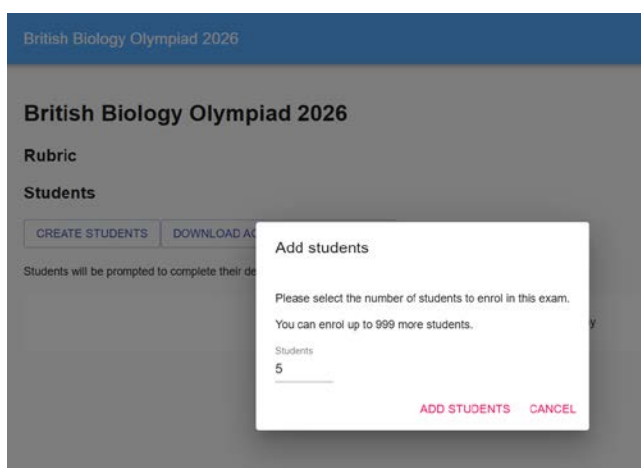 British Biology Olympiad 2026
British Biology Olympiad 2026
Rubric
Students
CREATE STUDENTS DOWNLOAD
Students will be prompted to complete their
Add students
Please select the number of students to enrol in this exam.
You can enrol up to 999 more students.
Students
5
ADD STUDENTS CANCEL